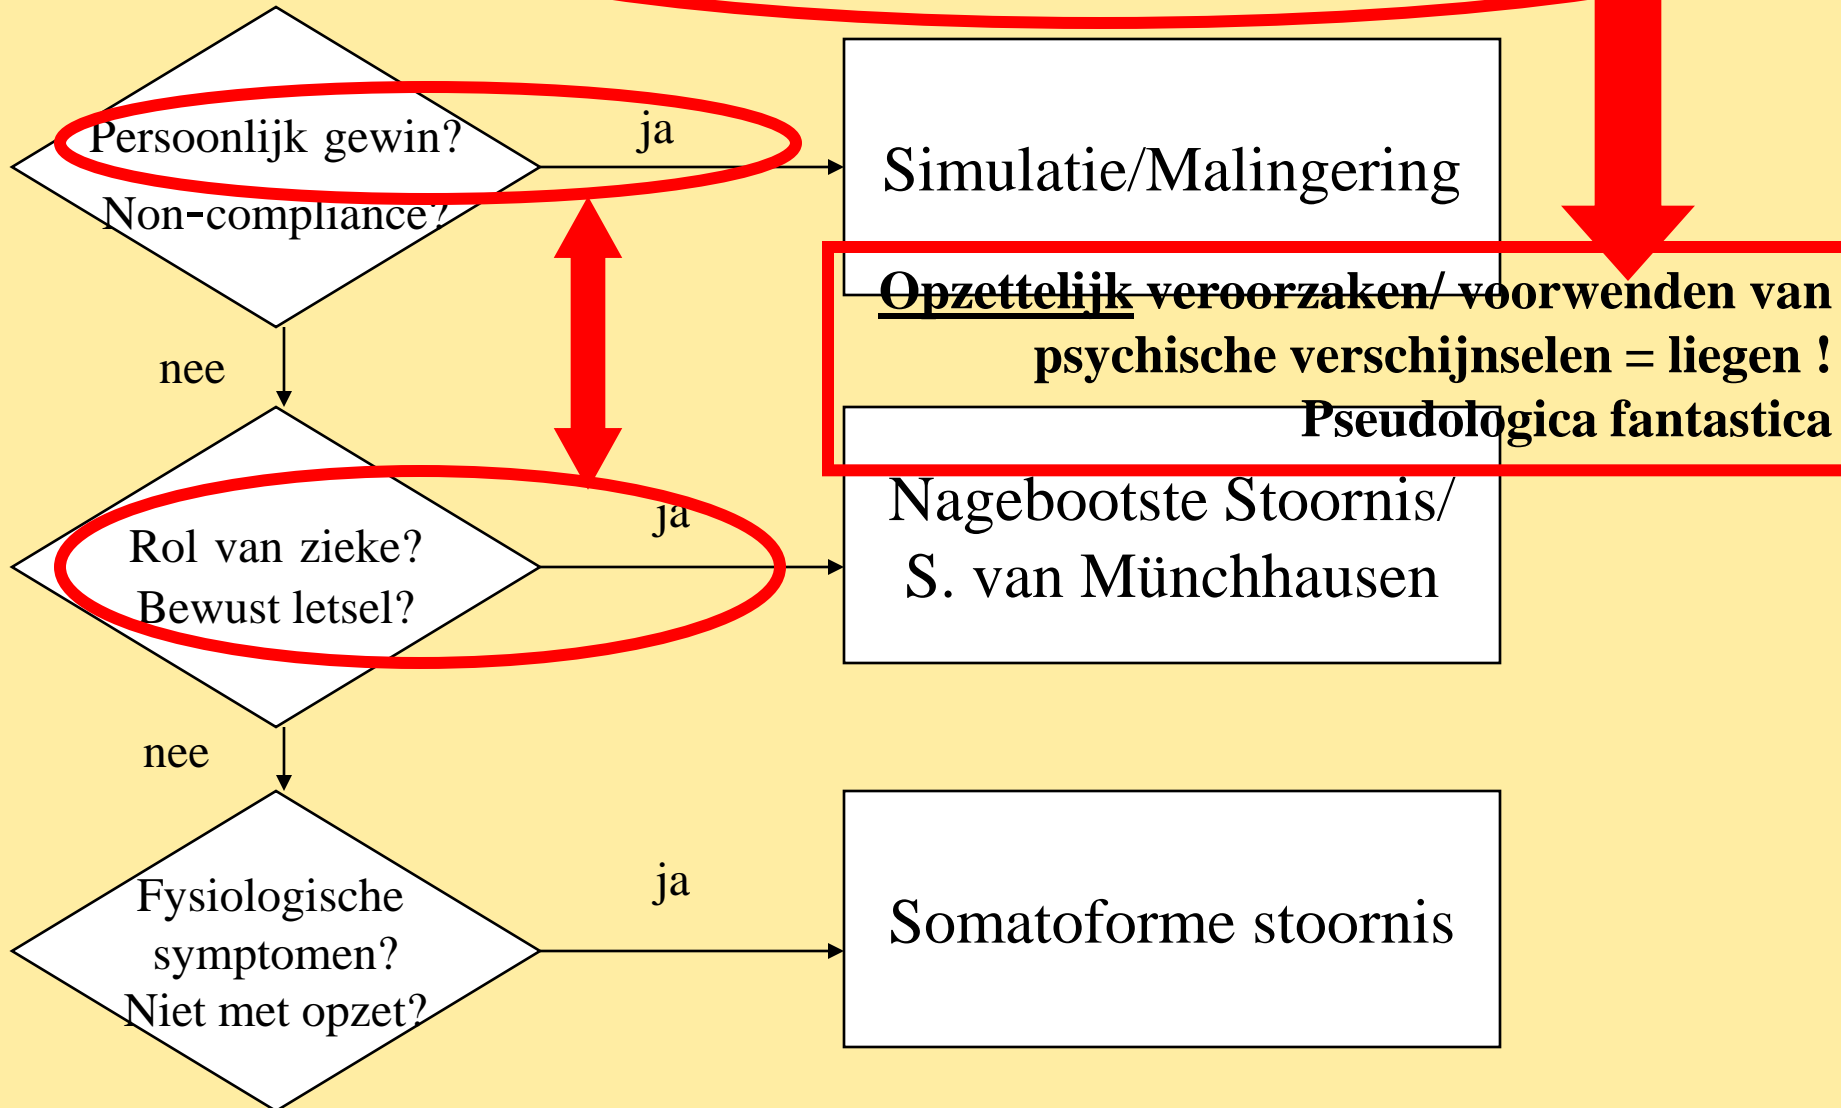 Persoonlijk gewin?
Non-compliance?
ja
Simulatie/Malingering
Opzettelijk veroorzaken/ voorwenden van
psychische verschijnselen = liegen !
Pseudologica fantastica
nee
Rol van zieke?
Bewust letsel?
ja
Nagebootste Stoornis/
S. van Münchhausen
nee
Fysiologische
symptomen?
Niet met opzet?
ja
Somatoforme stoornis